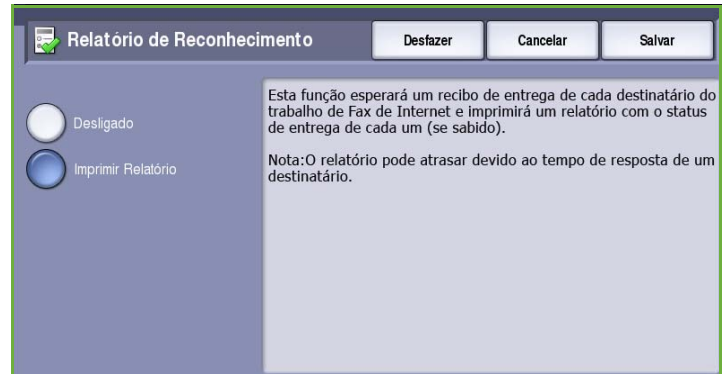 Relatório de Reconhecimento
Desfazer
Cancelar
Salvar
Desligado
Imprimir Relatório
Esta função esperará um recibo de entrega de cada destinatário do
trabalho de Fax de Internet e imprimirá um relatório com o status
de entrega de cada um (se sabido).
Nota:O relatório pode atrasar devido ao tempo de resposta de um
destinatário.